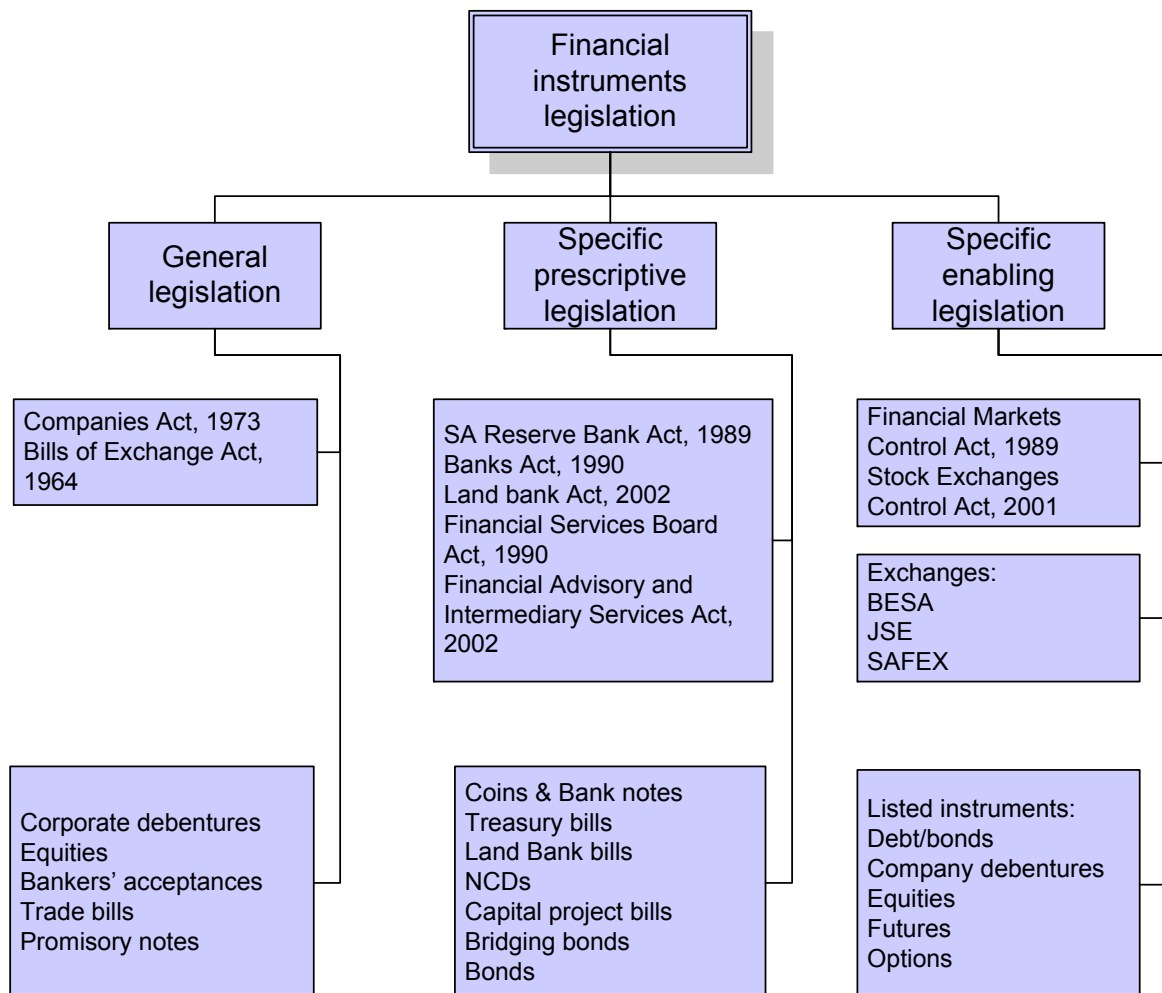 Financial
instruments
legislation
General
legislation
Specific
prescriptive
legislation
Specific
enabling
legislation
Companies Act, 1973
Bills of Exchange Act,
1964
SA Reserve Bank Act, 1989
Banks Act, 1990
Land bank Act, 2002
Financial Services Board
Act, 1990
Financial Advisory and
Intermediary Services Act,
2002
Financial Markets
Control Act, 1989
Stock Exchanges
Control Act, 2001
Exchanges:
BESA
JSE
SAFEX
Corporate debentures
Equities
Bankers’ acceptances
Trade bills
Promisory notes
Coins & Bank notes
Treasury bills
Land Bank bills
NCDs
Capital project bills
Bridging bonds
Bonds
Listed instruments:
Debt/bonds
Company debentures
Equities
Futures
Options